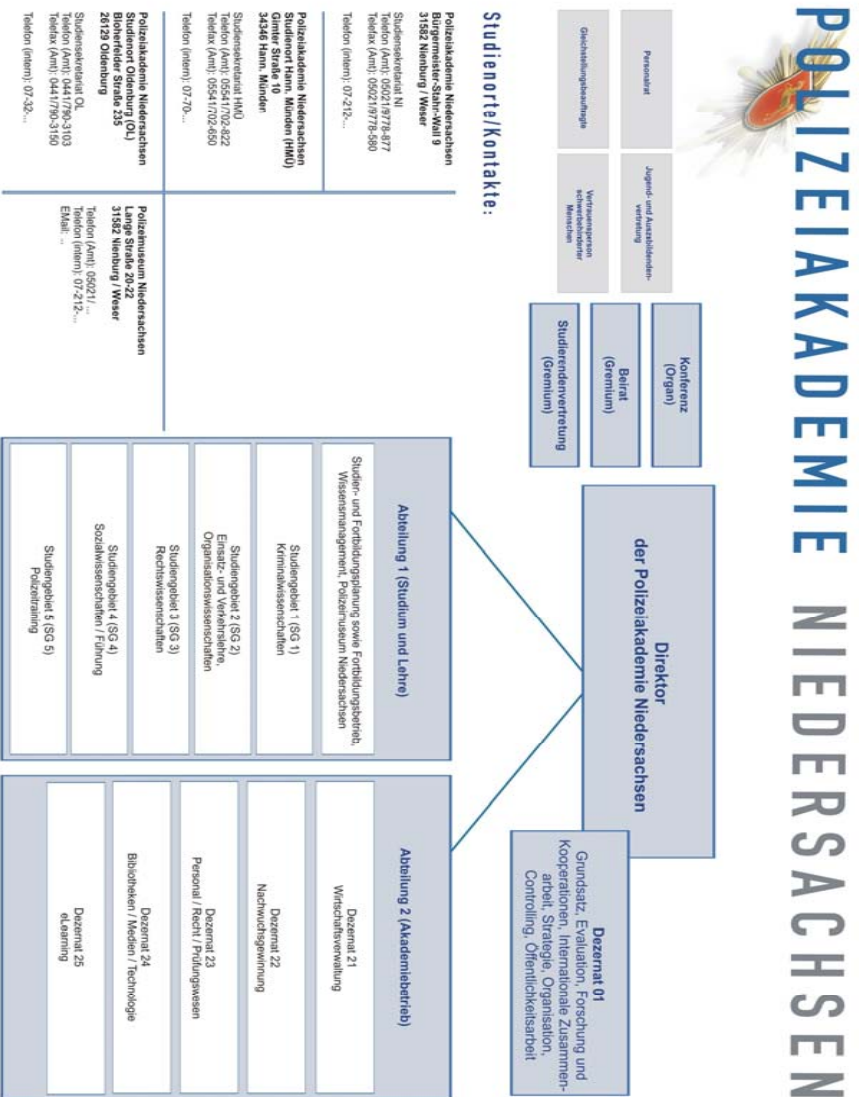 POLIZEIAKADEMIE NIEDERSACHSEN
Personalrat
Jugend- und Auszebildenden-
vertretung
Gleichstellungsbeauftragte
Vertrauensperson
schwerbehinderter
Menschen
Konferenz
(Organ)
Beirat
(Gremium)
Studierendenvertretung
(Gremium)
Direktor
der Polizeiakademie Niedersachsen
Dezernat 01
Grundsatz, Evaluation, Forschung und
Kooperationen, Internationale Zusammen-
arbeit, Strategie, Organisation,
Controlling, Öffentlichkeitsarbeit
Studienorte/Kontakte:
Polizeiakademie Niedersachsen
Bürgermeister-Stahr-Wall 9
31582 Nienburg / Weser
Studiensekretariat NI
Telefon (Amt): 05021/9778-877
Telefax (Amt): 05021/9778-580
Telefon (intern): 07-212-...
Polizeiakademie Niedersachsen
Studienort Hann. Münden (HMÜ)
Gimter Straße 10
34346 Hann. Münden
Studiensekretariat HMÜ
Telefon (Amt): 05541/702-822
Telefax (Amt): 05541/702-650
Telefon (intern): 07-70-...
Polizeiakademie Niedersachsen
Studienort Oldenburg (OL)
Bloherfelder Straße 235
26129 Oldenburg
Studiensekretariat OL
Telefon (Amt): 0441/790-3103
Telefax (Amt): 0441/790-3150
Telefon (intern): 07-32-...
Polizeimuseum Niedersachsen
Lange Straße 20-22
31582 Nienburg / Weser
Telefon (Amt): 05021/ ...
Telefon (intern): 07-212-...
EMail: ...
Abteilung 1 (Studium und Lehre)
Studien- und Fortbildungsplanung sowie Fortbildungsbetrieb,
Wissensmanagement, Polizeimuseum Niedersachsen
Studiengebiet 1 (SG 1)
Kriminalwissenschaften
Studiengebiet 2 (SG 2)
Einsatz- und Verkehrslehre,
Organisationswissenschaften
Studiengebiet 3 (SG 3)
Rechtswissenschaften
Studiengebiet 4 (SG 4)
Sozialwissenschaften / Führung
Studiengebiet 5 (SG 5)
Polizeitraining
Abteilung 2 (Akademiebetrieb)
Dezernat 21
Wirtschaftsverwaltung
Dezernat 22
Nachwuchsgewinnung
Dezernat 23
Personal / Recht / Prüfungswesen
Dezernat 24
Bibliotheken / Medien / Technologie
Dezernat 25
eLearning